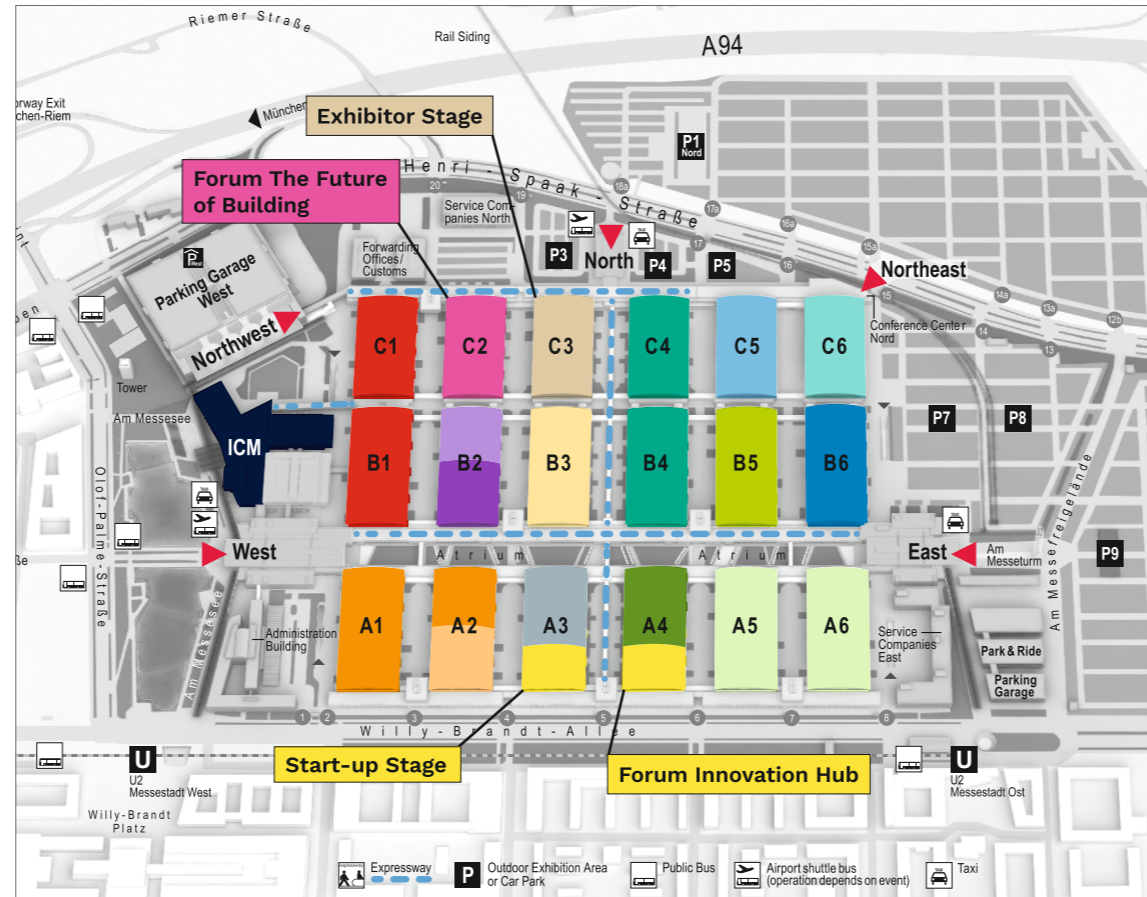 Riemer Straße
Rail Siding
A94
orway Exit
chen-Riem
München
Exhibitor Stage
P1
Nord
Henri-Spaak-Straße
Forum The Future
of Building
20
19
18a
17a
16a
15a
Service Com-
panies North
Forwarding
Offices/
Customs
P3
North
TAXI
P4
17
P5
16
Northeast
15
14a
13a
12b
14
13
West
Parking Garage
West
Northwest
Conference Center
Nord
C1
C2
C3
C4
C5
C6
Tower
Am Messesee
ICM
P7
P8
B1
B2
B3
B4
B5
B6
Olof-Palme-Straße
TAXI
TAXI
West
Atrium
Atrium
East
Am
Messeturm
P9
Am Messefreigelände
A1
A2
A3
A4
A5
A6
Am Messesee
Administration
Building
Service
Companies
East
Park & Ride
Parking
Garage
1
2
3
4
5
6
7
8
Willy-Brandt-Allee
Start-up Stage
Forum Innovation Hub
U
U2
Messestadt West
U
U2
Messestadt Ost
Willy-Brandt
Platz
Expressway
P
Outdoor Exhibition Area
or Car Park
Public Bus
Airport shuttle bus
(operation depends on event)
TAXI
Taxi